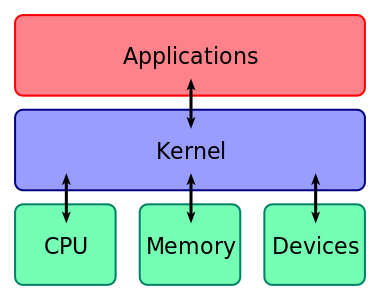 Applications
Kernel
CPU
Memory
Devices